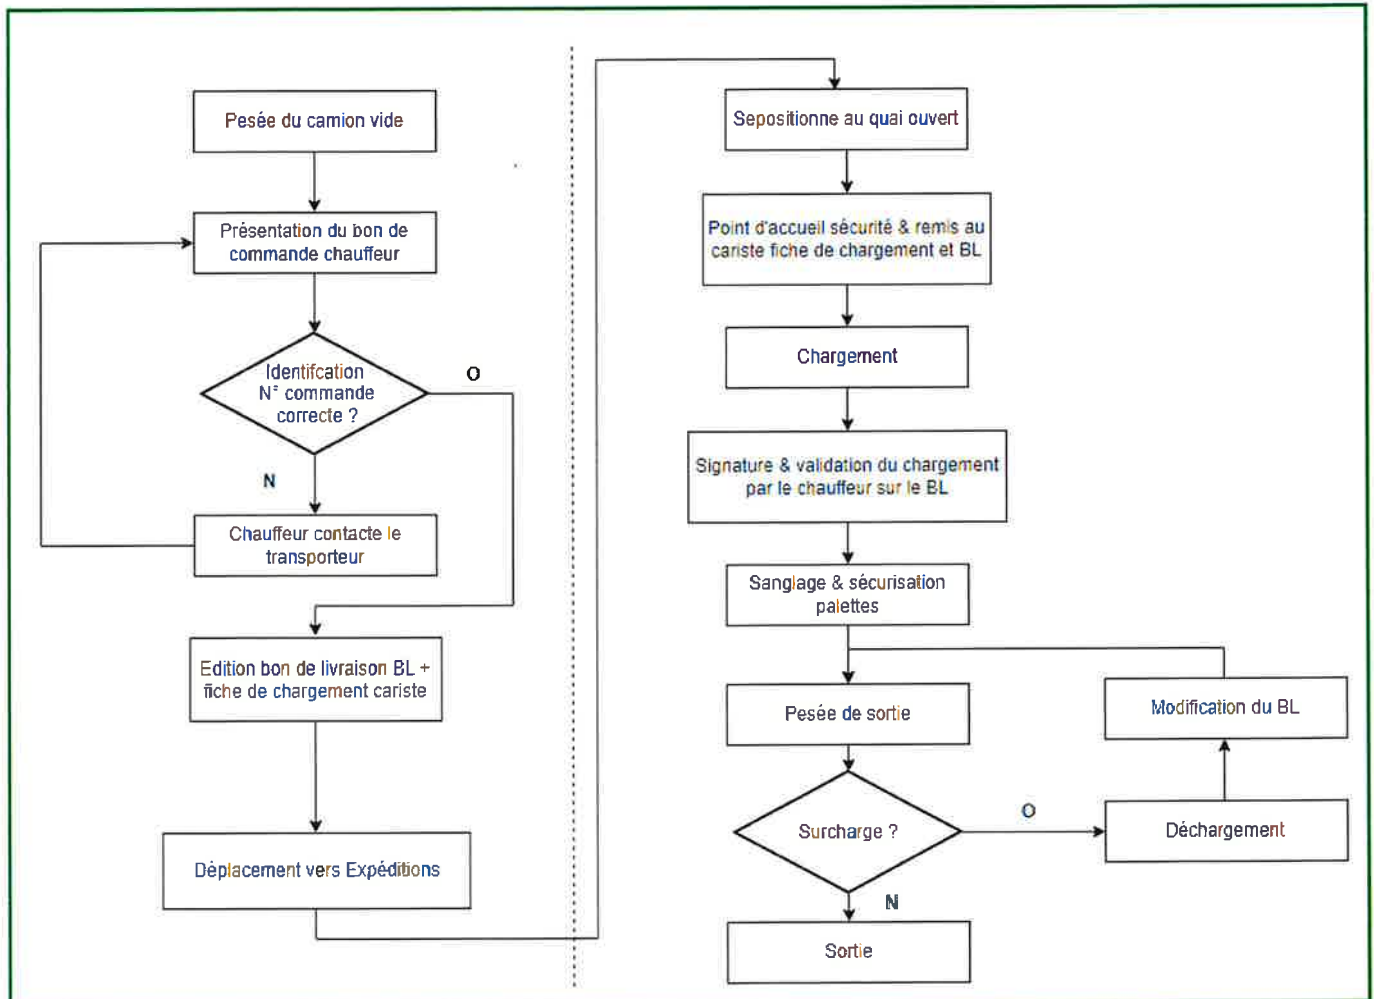 Pesée du camion vide
Présentation du bon de
commande chauffeur
Identifcation
N° commande
correcte ?
O
N
Chauffeur contacte le
transporteur
Edition bon de livraison BL +
fiche de chargement cariste
Déplacement vers Expéditions
Sepositionne au quai ouvert
Point d'accueil sécurité & remis au
cariste fiche de chargement et BL
Chargement
Signature & validation du chargement
par le chauffeur sur le BL
Sanglage & sécurisation
palettes
Pesée de sortie
Modification du BL
Surcharge ?
O
Déchargement
N
Sortie